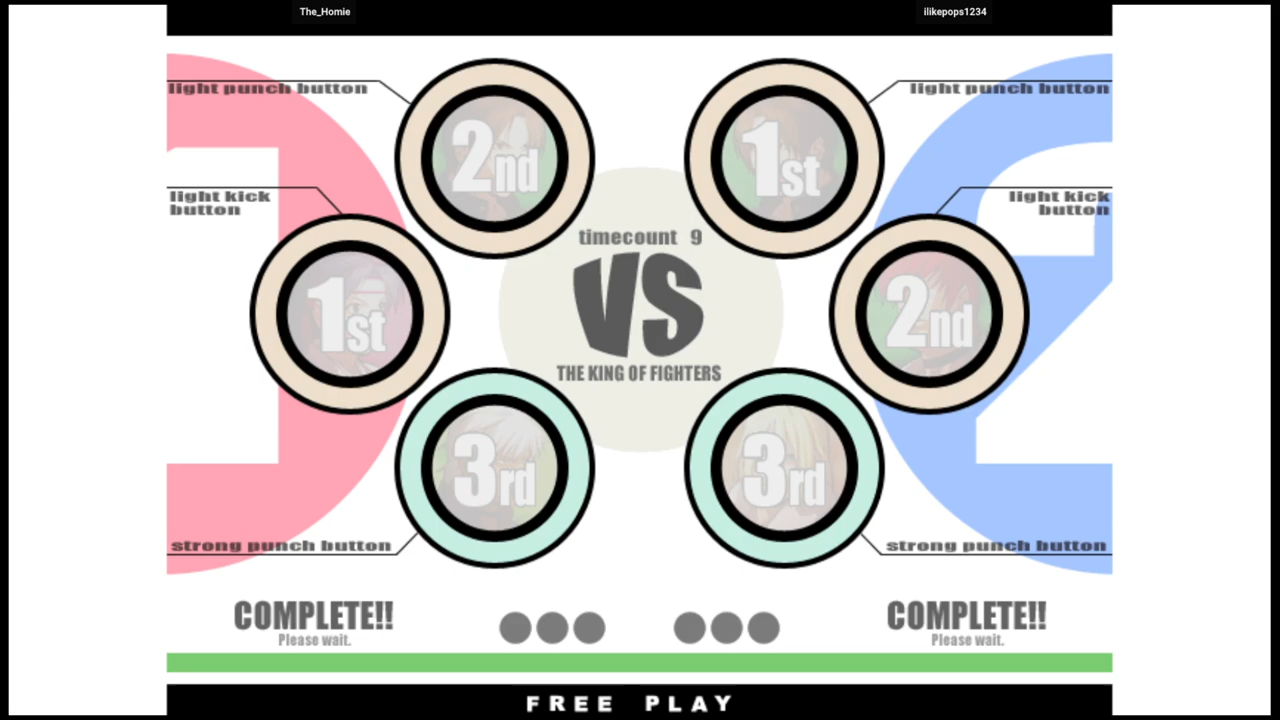 The_Homie
ilikepops1234
light punch button
2nd
1st
light punch button
light kick
button
light kick
button
timecount 9
1st
VS
2nd
THE KING OF FIGHTERS
3rd
3rd
strong punch button
strong punch button
COMPLETE!!
Please wait.
COMPLETE!!
Please wait.
FREE PLAY